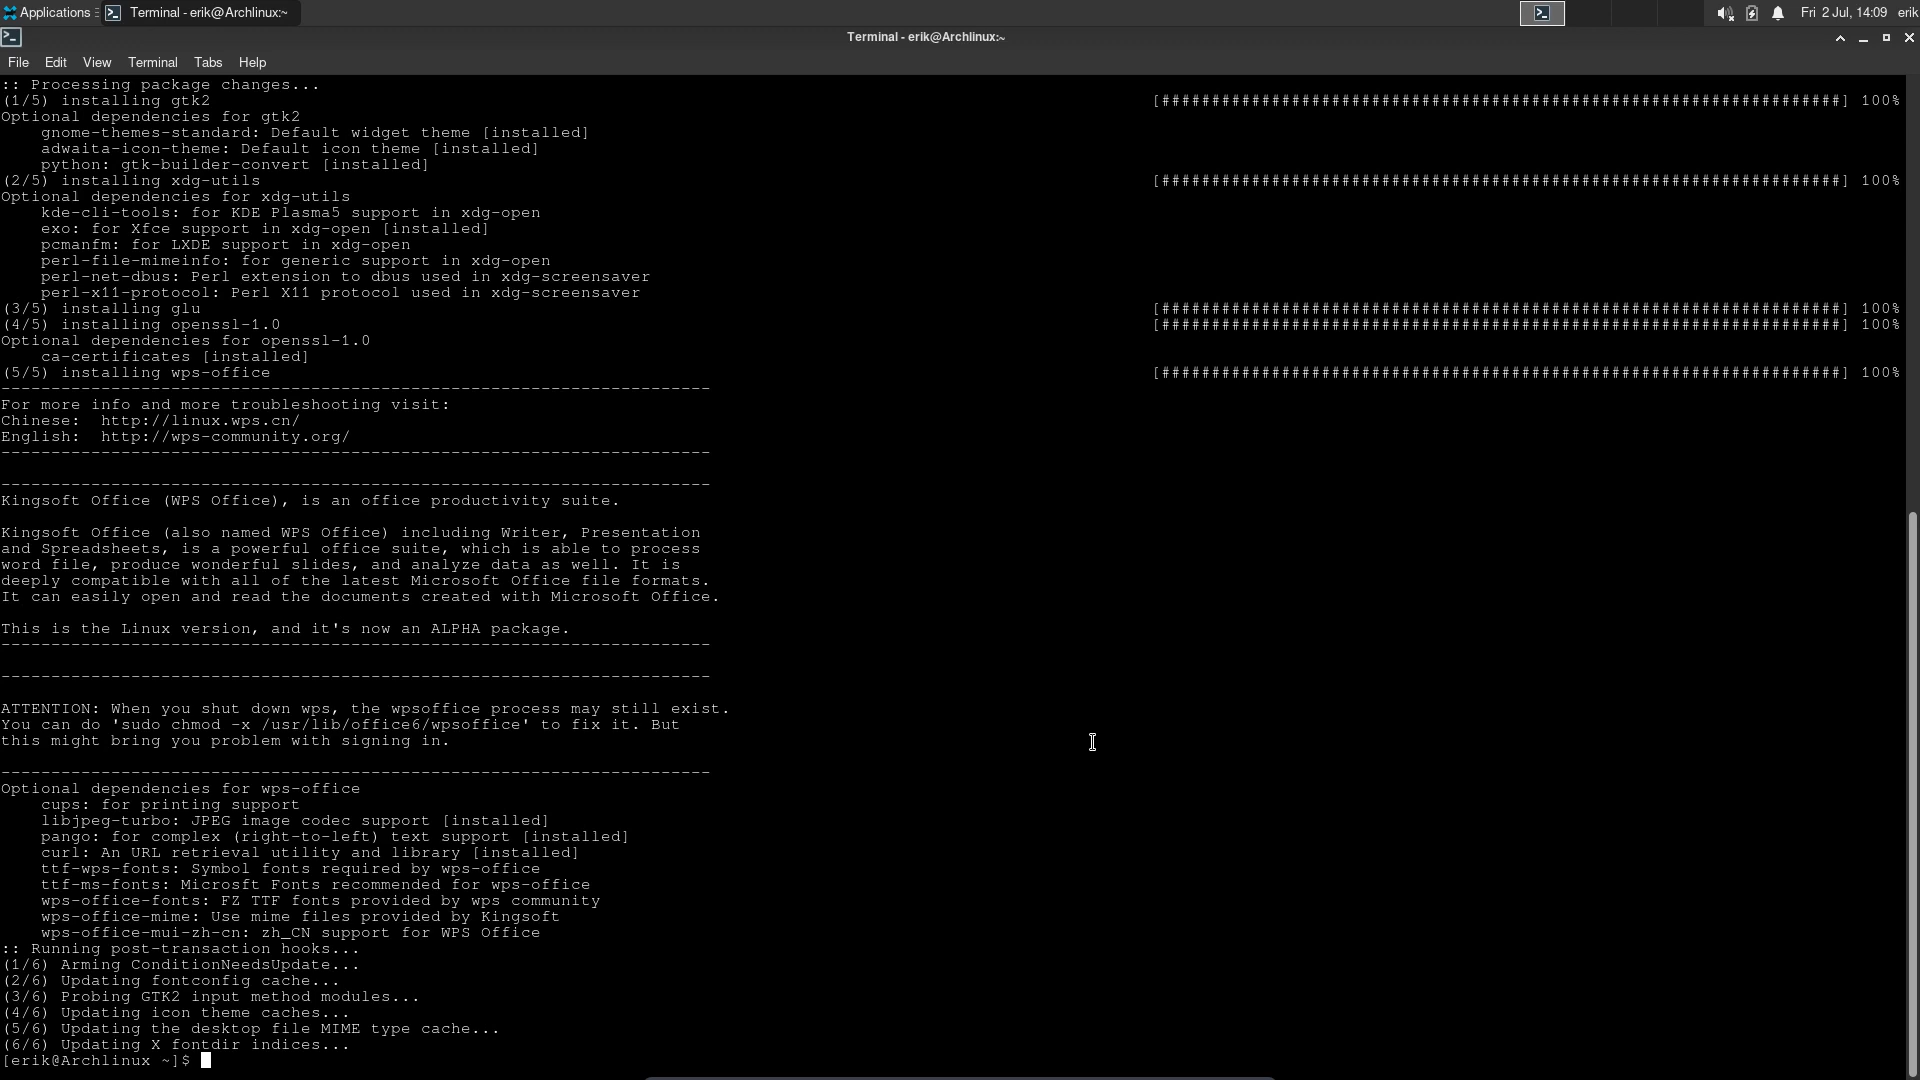 Applications Terminal - erik@Archlinux:~ Fri 2 Jul, 14:09 erik
Terminal - erik@Archlinux:~
File Edit View Terminal Tabs Help
:: Processing package changes...
(1/5) installing gtk2 [####################################################################] 100%
Optional dependencies for gtk2
gnome-themes-standard: Default widget theme [installed]
adwaita-icon-theme: Default icon theme [installed]
python: gtk-builder-convert [installed]
(2/5) installing xdg-utils [####################################################################] 100%
Optional dependencies for xdg-utils
kde-cli-tools: for KDE Plasma5 support in xdg-open
exo: for Xfce support in xdg-open [installed]
pcmanfm: for LXDE support in xdg-open
perl-file-mimeinfo: for generic support in xdg-open
perl-net-dbus: Perl extension to dbus used in xdg-screensaver
perl-x11-protocol: Perl X11 protocol used in xdg-screensaver
(3/5) installing glu [####################################################################] 100%
(4/5) installing openssl-1.0 [####################################################################] 100%
Optional dependencies for openssl-1.0
ca-certificates [installed]
(5/5) installing wps-office [####################################################################] 100%
-----------------------------------------------------------------------
For more info and more troubleshooting visit:
Chinese: http://linux.wps.cn/
English: http://wps-community.org/
-----------------------------------------------------------------------
-----------------------------------------------------------------------
Kingsoft Office (WPS Office), is an office productivity suite.
Kingsoft Office (also named WPS Office) including Writer, Presentation
and Spreadsheets, is a powerful office suite, which is able to process
word file, produce wonderful slides, and analyze data as well. It is
deeply compatible with all of the latest Microsoft Office file formats.
It can easily open and read the documents created with Microsoft Office.
This is the Linux version, and it's now an ALPHA package.
-----------------------------------------------------------------------
-----------------------------------------------------------------------
ATTENTION: When you shut down wps, the wpsoffice process may still exist.
You can do 'sudo chmod -x /usr/lib/office6/wpsoffice' to fix it. But
this might bring you problem with signing in.
-----------------------------------------------------------------------
Optional dependencies for wps-office
cups: for printing support
libjpeg-turbo: JPEG image codec support [installed]
pango: for complex (right-to-left) text support [installed]
curl: An URL retrieval utility and library [installed]
ttf-wps-fonts: Symbol fonts required by wps-office
ttf-ms-fonts: Microsft Fonts recommended for wps-office
wps-office-fonts: FZ TTF fonts provided by wps community
wps-office-mime: Use mime files provided by Kingsoft
wps-office-mui-zh-cn: zh_CN support for WPS Office
:: Running post-transaction hooks...
(1/6) Arming ConditionNeedsUpdate...
(2/6) Updating fontconfig cache...
(3/6) Probing GTK2 input method modules...
(4/6) Updating icon theme caches...
(5/6) Updating the desktop file MIME type cache...
(6/6) Updating X fontdir indices...
[erik@Archlinux ~]$